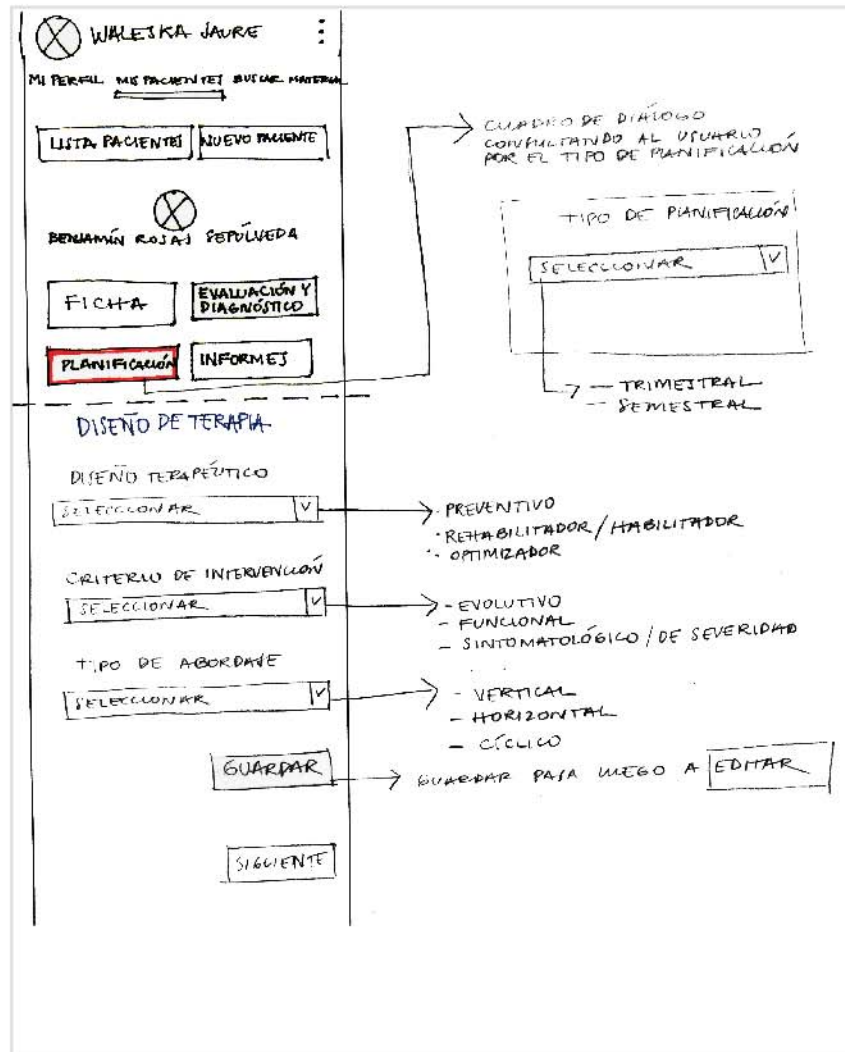 WALESKA JAURE
MI PERFIL MIS PACIENTES BUSCAR MATERIAL
LISTA PACIENTES NUEVO PACIENTE
BENJAMÍN ROSAS SEPÚLVEDA
FICHA
EVALUACIÓN Y
DIAGNÓSTICO
PLANIFICACIÓN
INFORMES
CUADRO DE DIÁLOGO
CONSULTANDO AL USUARIO
POR EL TIPO DE PLANIFICACIÓN
TIPO DE PLANIFICACIÓN
SELECCIONAR
- TRIMESTRAL
- SEMESTRAL
DISEÑO DE TERAPIA
DISEÑO TERAPÉUTICO
SELECCIONAR
- PREVENTIVO
- REHABILITADOR / HABILITADOR
- OPTIMIZADOR
CRITERIO DE INTERVENCIÓN
SELECCIONAR
- EVOLUTIVO
- FUNCIONAL
- SINTOMATOLÓGICO / DE SEVERIDAD
TIPO DE ABORDAJE
SELECCIONAR
- VERTICAL
- HORIZONTAL
- CÍCLICO
GUARDAR
GUARDAR PASA LUEGO A EDITAR
SIGUIENTE